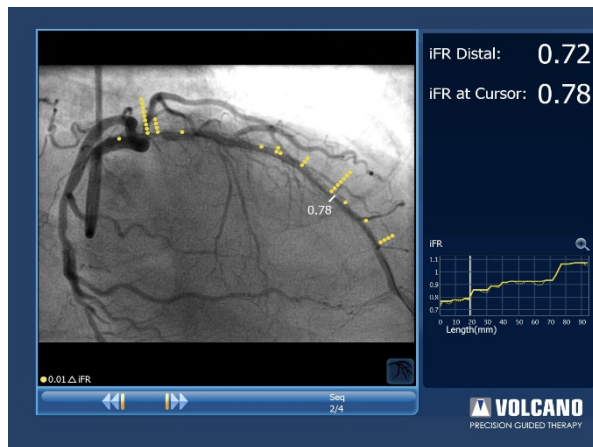 iFR Distal: 0.72
iFR at Cursor: 0.78
0.78
iFR
1.1
1
0.9
0.8
0.7
0 10 20 30 40 50 60 70 80 90
Length(mm)
0.01 △ iFR
Seq
2/4
VOLCANO
PRECISION GUIDED THERAPY